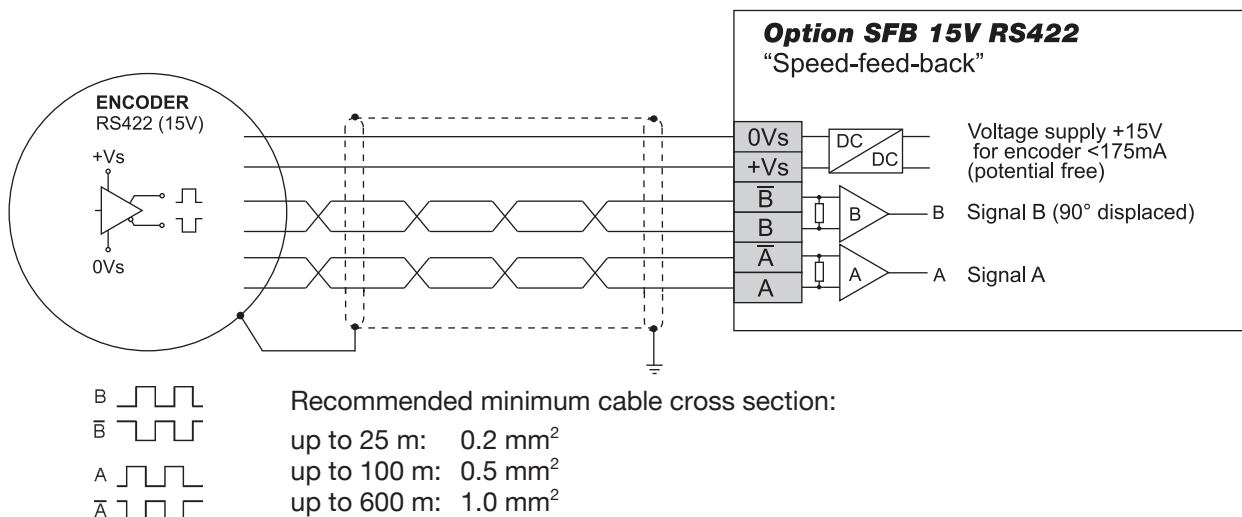 Option SFB 15V RS422
“Speed-feed-back”
ENCODER
RS422 (15V)
+Vs
0Vs
0Vs
+Vs
B̅
B
A̅
A
DC
DC
Voltage supply +15V
for encoder <175mA
(potential free)
B
B
Signal B (90° displaced)
A
A
Signal A
B
B̅
A
A̅
Recommended minimum cable cross section:
up to 25 m: 0.2 mm²
up to 100 m: 0.5 mm²
up to 600 m: 1.0 mm²